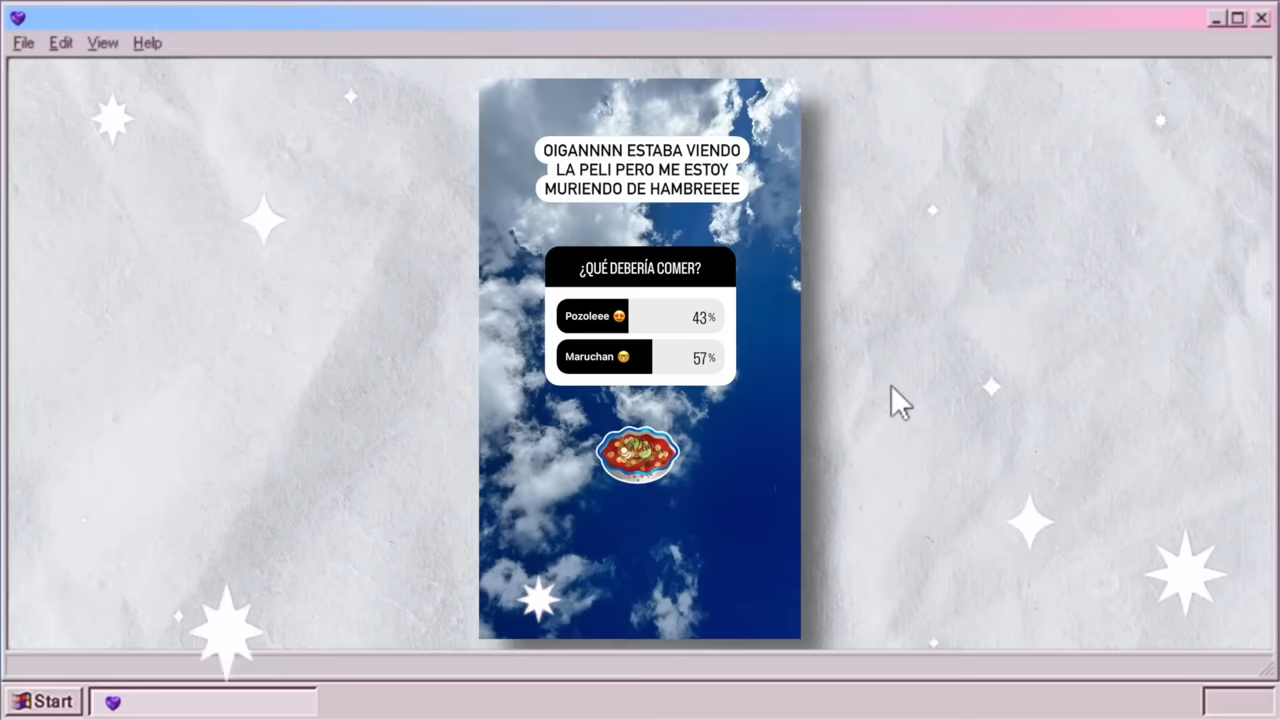 File Edit View Help
OIGANNNN ESTABA VIENDO
LA PELI PERO ME ESTOY
MURIENDO DE HAMBREEEE
¿QUÉ DEBERÍA COMER?
Pozoleee 😍 43%
Maruchan 🤓 57%
Start